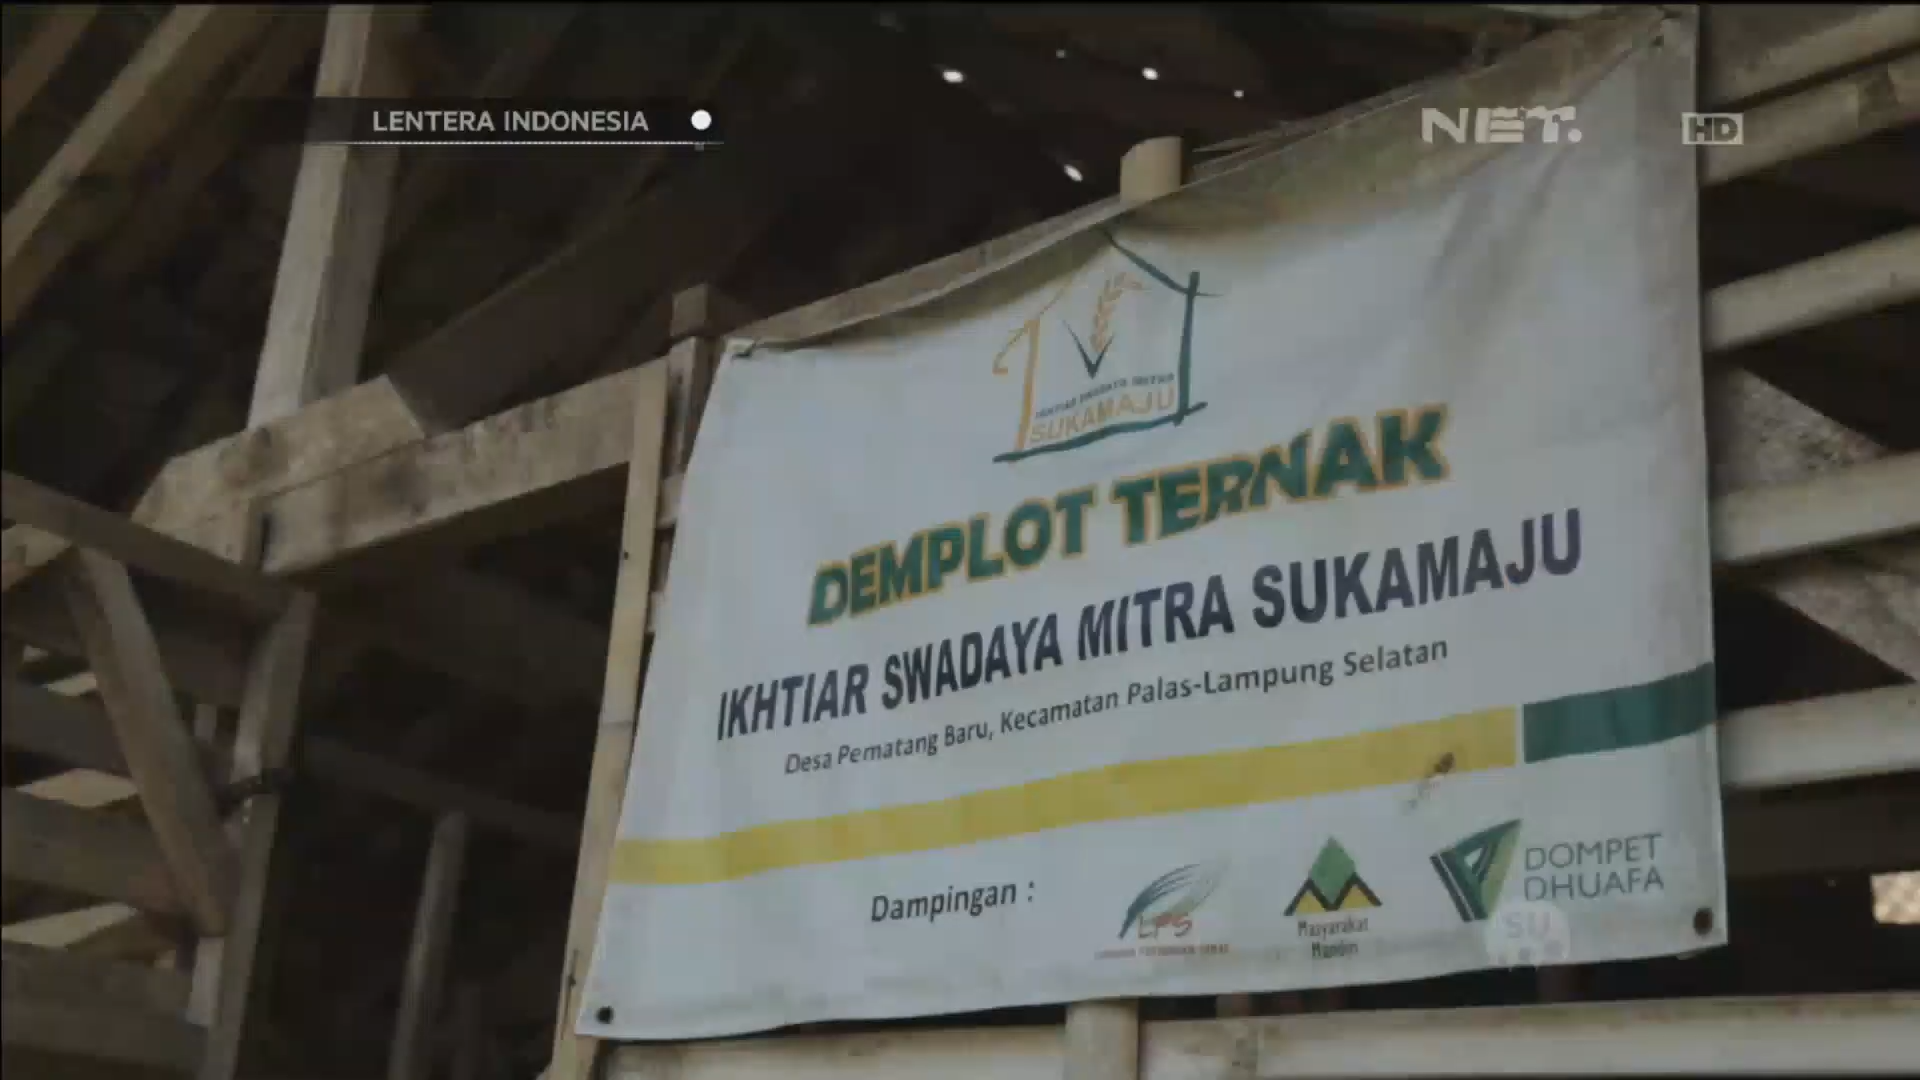 LENTERA INDONESIA
NET.
HD
SUKAMAJU
DEMPLOT TERNAK
IKHTIAR SWADAYA MITRA SUKAMAJU
Desa Pematang Baru, Kecamatan Palas-Lampung Selatan
Dampingan :
LPS
Masyarakat
Mandiri
DOMPET
DHUAFA
SU